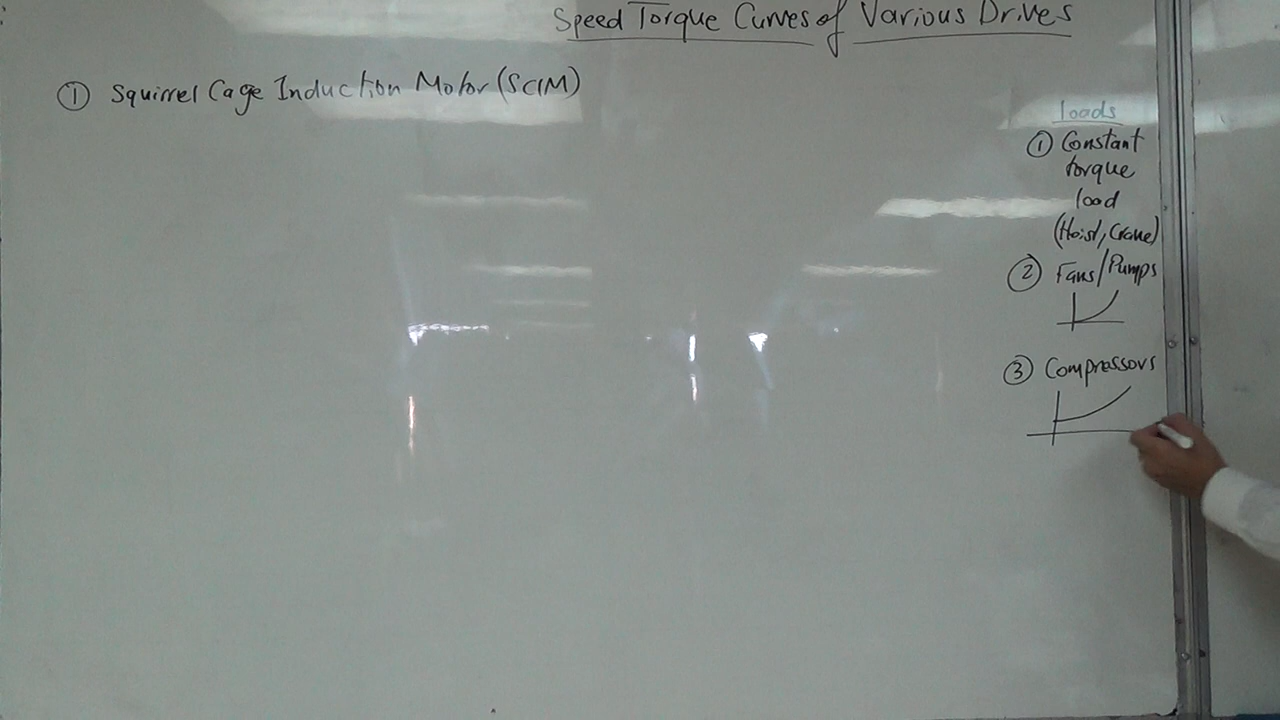 Speed Torque Curves of Various Drives
① Squirrel Cage Induction Motor (SCIM)
loads
① Constant
torque
load
(Hoist, Crane)
② Fans/Pumps
③ Compressors